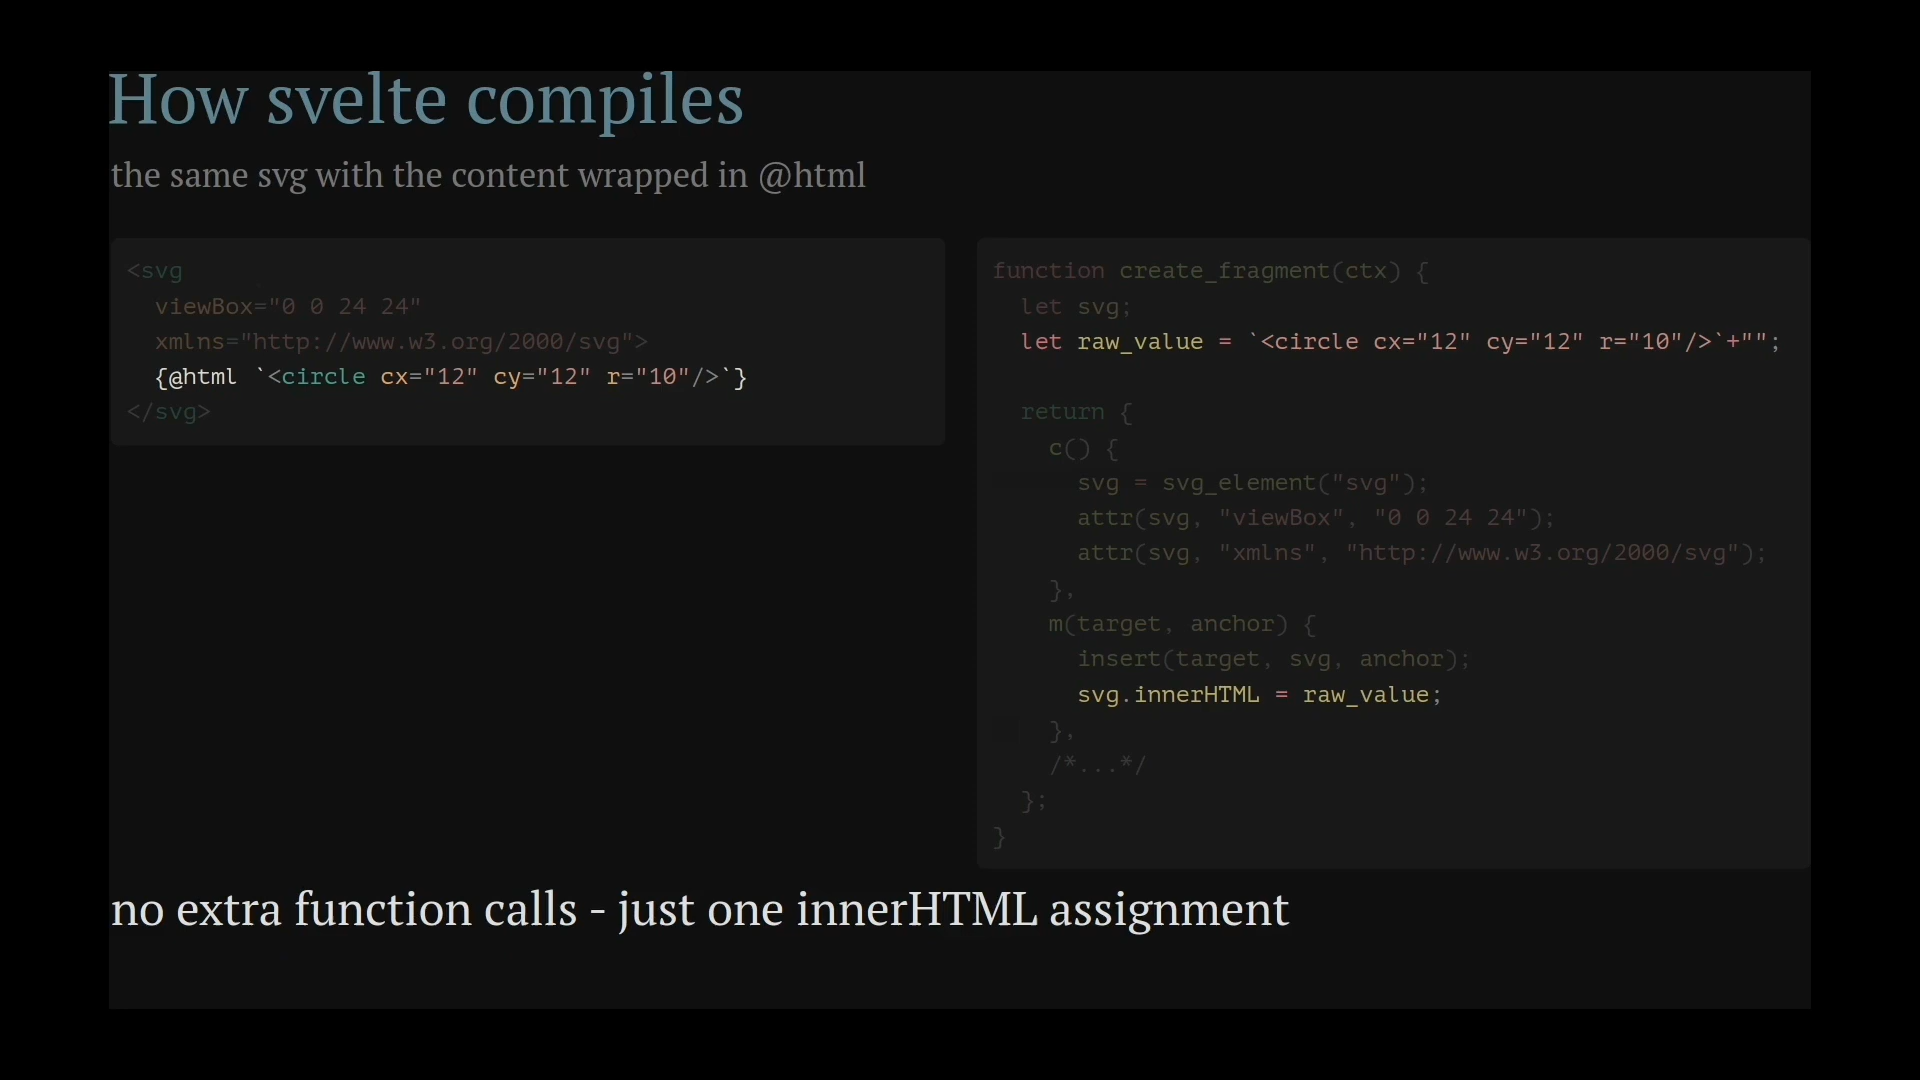 How svelte compiles
the same svg with the content wrapped in @html
<svg
viewBox="0 0 24 24"
xmlns="http://www.w3.org/2000/svg">
{@html `<circle cx="12" cy="12" r="10"/>`}
</svg>
function create_fragment(ctx) {
let svg;
let raw_value = `<circle cx="12" cy="12" r="10"/>`+"";
return {
c() {
svg = svg_element("svg");
attr(svg, "viewBox", "0 0 24 24");
attr(svg, "xmlns", "http://www.w3.org/2000/svg");
},
m(target, anchor) {
insert(target, svg, anchor);
svg.innerHTML = raw_value;
},
/*...*/
};
}
no extra function calls - just one innerHTML assignment